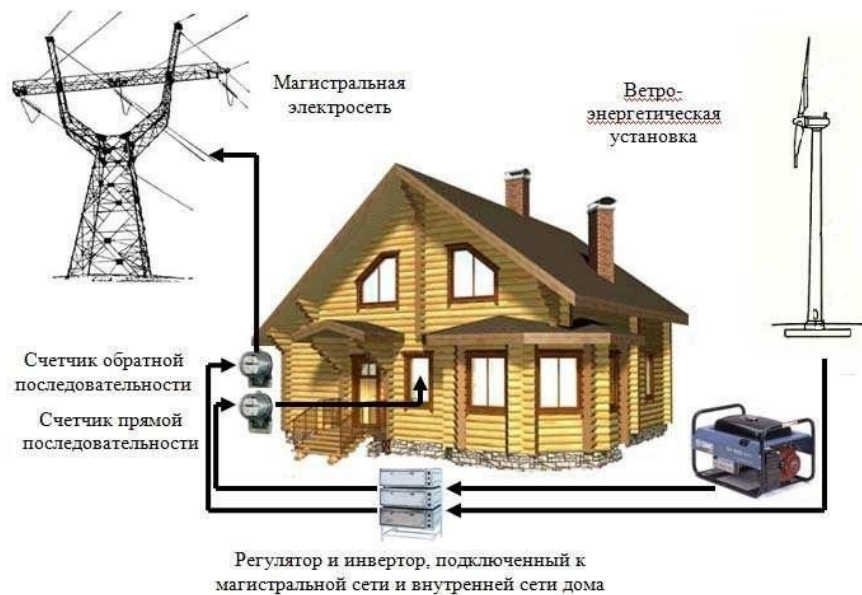 Магистральная
электросеть
Ветро-
энергетическая
установка
Счетчик обратной
последовательности
Счетчик прямой
последовательности
Регулятор и инвертор, подключенный к
магистральной сети и внутренней сети дома